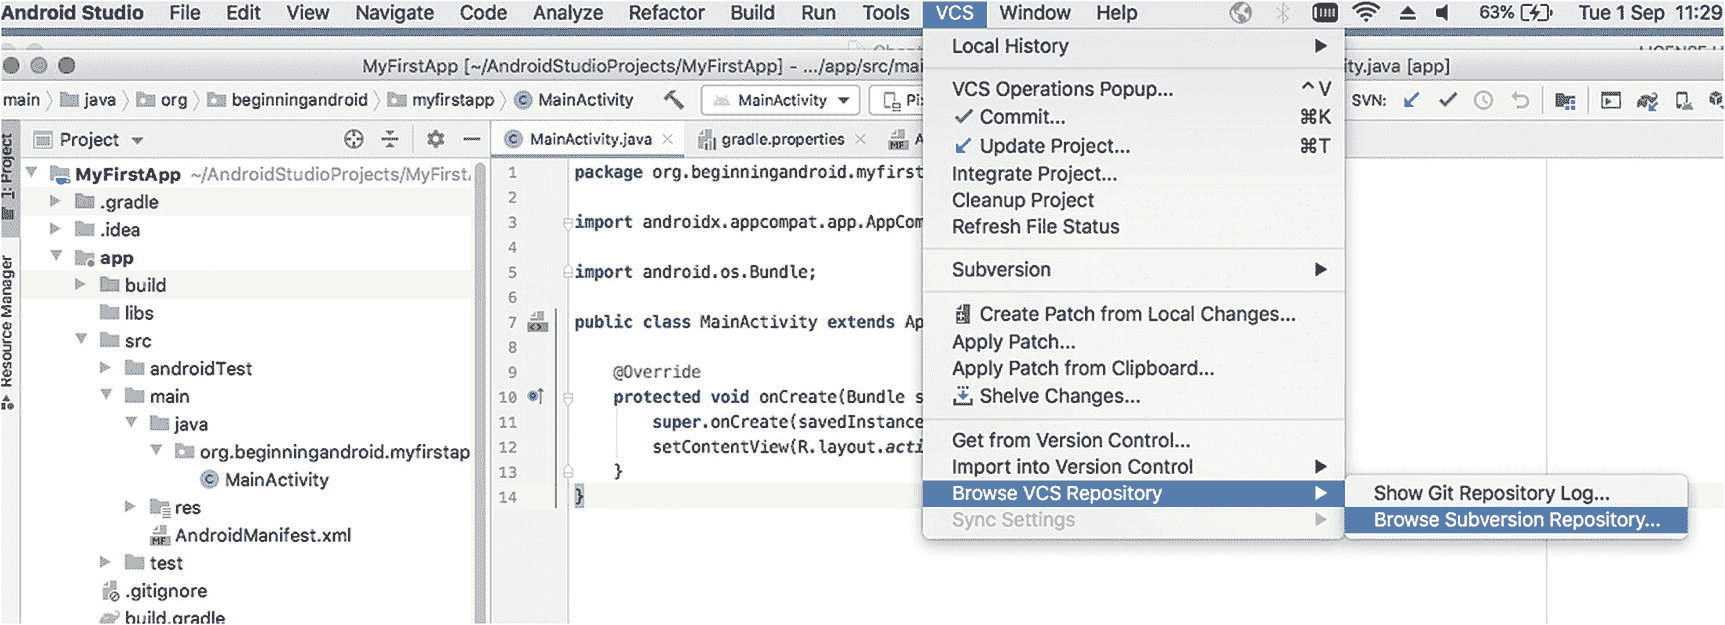 Android Studio File Edit View Navigate Code Analyze Refactor Build Run Tools VCS Window Help 63% Tue 1 Sep 11:29
MyFirstApp [~/AndroidStudioProjects/MyFirstApp] - .../app/src/mai
ity.java [app]
main java org beginningandroid myfirstapp MainActivity MainActivity
SVN:
Project
MainActivity.java gradle.properties
1: Project
Resource Manager
MyFirstApp ~/AndroidStudioProjects/MyFirst
.gradle
.idea
app
build
libs
src
androidTest
main
java
org.beginningandroid.myfirstap
MainActivity
res
AndroidManifest.xml
test
.gitignore
build.gradle
1 package org.beginningandroid.myfirst
2
3 import androidx.appcompat.app.AppCom
4
5 import android.os.Bundle;
6
7 public class MainActivity extends Ap
8
9 @Override
10 protected void onCreate(Bundle s
11 super.onCreate(savedInstance
12 setContentView(R.layout.acti
13 }
14 }
Local History
VCS Operations Popup... ^V
Commit... ⌘K
Update Project... ⌘T
Integrate Project...
Cleanup Project
Refresh File Status
Subversion
Create Patch from Local Changes...
Apply Patch...
Apply Patch from Clipboard...
Shelve Changes...
Get from Version Control...
Import into Version Control
Browse VCS Repository
Sync Settings
Show Git Repository Log...
Browse Subversion Repository...